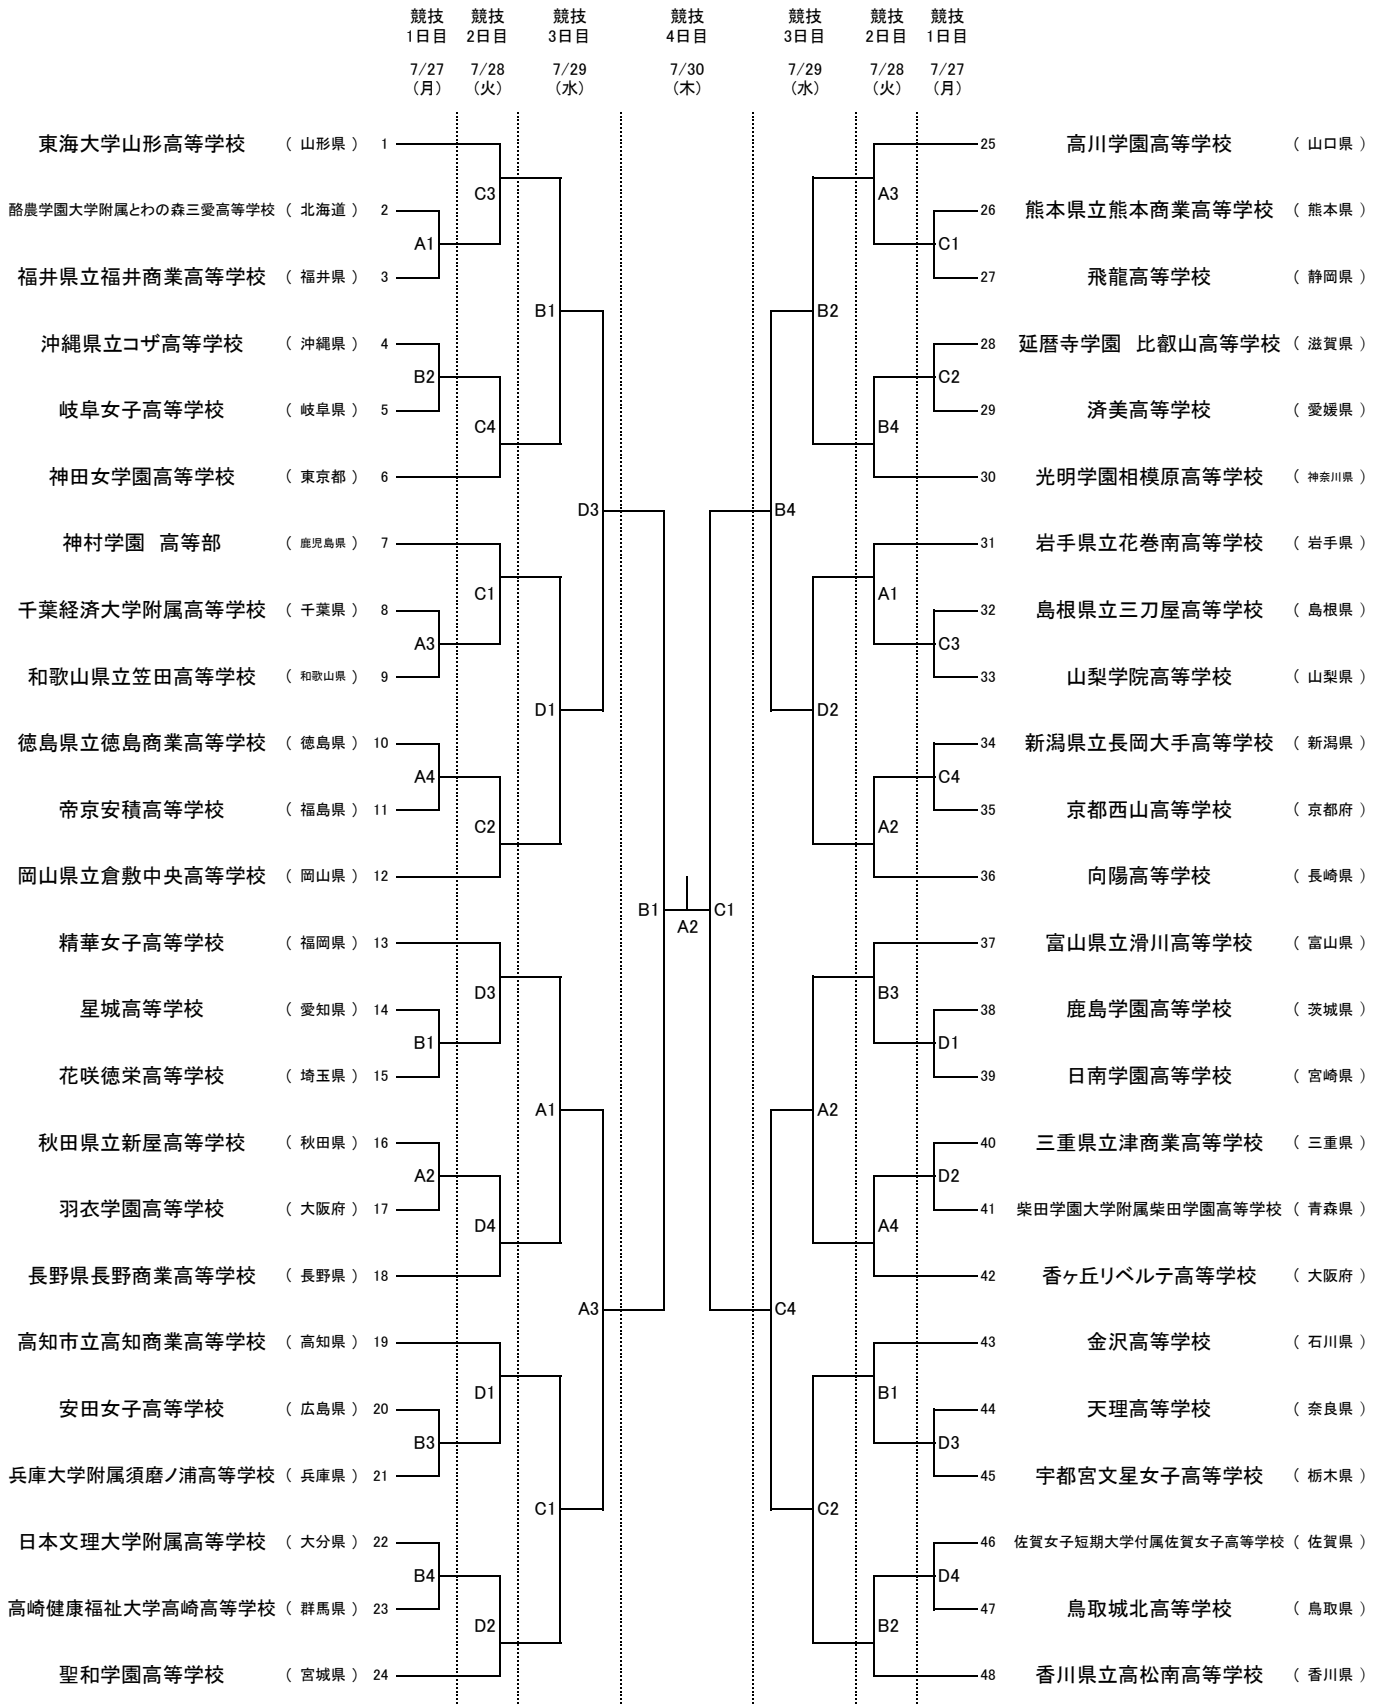 競技 競技 競技 競技 競技 競技 競技
1日目 2日目 3日目 4日目 3日目 2日目 1日目
7/27 7/28 7/29 7/30 7/29 7/28 7/27
（月） （火） （水） （木） （水） （火） （月）
東海大学山形高等学校 （ 山形県 ） 1 25 高川学園高等学校 （ 山口県 ）
C3 A3
酪農学園大学附属とわの森三愛高等学校 （ 北海道 ） 2 26 熊本県立熊本商業高等学校 （ 熊本県 ）
A1 C1
福井県立福井商業高等学校 （ 福井県 ） 3 27 飛龍高等学校 （ 静岡県 ）
B1 B2
沖縄県立コザ高等学校 （ 沖縄県 ） 4 28 延暦寺学園　比叡山高等学校 （ 滋賀県 ）
B2 C2
岐阜女子高等学校 （ 岐阜県 ） 5 29 済美高等学校 （ 愛媛県 ）
C4 B4
神田女学園高等学校 （ 東京都 ） 6 30 光明学園相模原高等学校 （ 神奈川県 ）
D3 B4
神村学園　高等部 （ 鹿児島県 ） 7 31 岩手県立花巻南高等学校 （ 岩手県 ）
C1 A1
千葉経済大学附属高等学校 （ 千葉県 ） 8 32 島根県立三刀屋高等学校 （ 島根県 ）
A3 C3
和歌山県立笠田高等学校 （ 和歌山県 ） 9 33 山梨学院高等学校 （ 山梨県 ）
D1 D2
徳島県立徳島商業高等学校 （ 徳島県 ） 10 34 新潟県立長岡大手高等学校 （ 新潟県 ）
A4 C4
帝京安積高等学校 （ 福島県 ） 11 35 京都西山高等学校 （ 京都府 ）
C2 A2
岡山県立倉敷中央高等学校 （ 岡山県 ） 12 36 向陽高等学校 （ 長崎県 ）
B1 A2 C1
精華女子高等学校 （ 福岡県 ） 13 37 富山県立滑川高等学校 （ 富山県 ）
D3 B3
星城高等学校 （ 愛知県 ） 14 38 鹿島学園高等学校 （ 茨城県 ）
B1 D1
花咲徳栄高等学校 （ 埼玉県 ） 15 39 日南学園高等学校 （ 宮崎県 ）
A1 A2
秋田県立新屋高等学校 （ 秋田県 ） 16 40 三重県立津商業高等学校 （ 三重県 ）
A2 D2
羽衣学園高等学校 （ 大阪府 ） 17 41 柴田学園大学附属柴田学園高等学校 （ 青森県 ）
D4 A4
長野県長野商業高等学校 （ 長野県 ） 18 42 香ヶ丘リベルテ高等学校 （ 大阪府 ）
A3 C4
高知市立高知商業高等学校 （ 高知県 ） 19 43 金沢高等学校 （ 石川県 ）
D1 B1
安田女子高等学校 （ 広島県 ） 20 44 天理高等学校 （ 奈良県 ）
B3 D3
兵庫大学附属須磨ノ浦高等学校 （ 兵庫県 ） 21 45 宇都宮文星女子高等学校 （ 栃木県 ）
C1 C2
日本文理大学附属高等学校 （ 大分県 ） 22 46 佐賀女子短期大学付属佐賀女子高等学校 （ 佐賀県 ）
B4 D4
高崎健康福祉大学高崎高等学校 （ 群馬県 ） 23 47 鳥取城北高等学校 （ 鳥取県 ）
D2 B2
聖和学園高等学校 （ 宮城県 ） 24 48 香川県立高松南高等学校 （ 香川県 ）